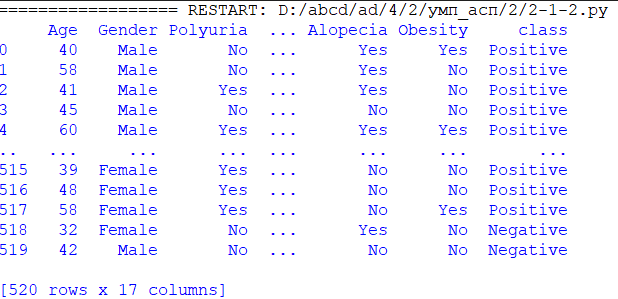 ================== RESTART: D:/abcd/ad/4/2/умп_асп/2/2-1-2.py
     Age  Gender Polyuria  ... Alopecia Obesity     class
0     40    Male       No  ...      Yes     Yes  Positive
1     58    Male       No  ...      Yes      No  Positive
2     41    Male      Yes  ...      Yes      No  Positive
3     45    Male       No  ...       No      No  Positive
4     60    Male      Yes  ...      Yes     Yes  Positive
..   ...     ...      ...  ...      ...     ...       ...
515   39  Female      Yes  ...       No      No  Positive
516   48  Female      Yes  ...       No      No  Positive
517   58  Female      Yes  ...       No     Yes  Positive
518   32  Female       No  ...      Yes      No  Negative
519   42    Male       No  ...       No      No  Negative
[520 rows x 17 columns]